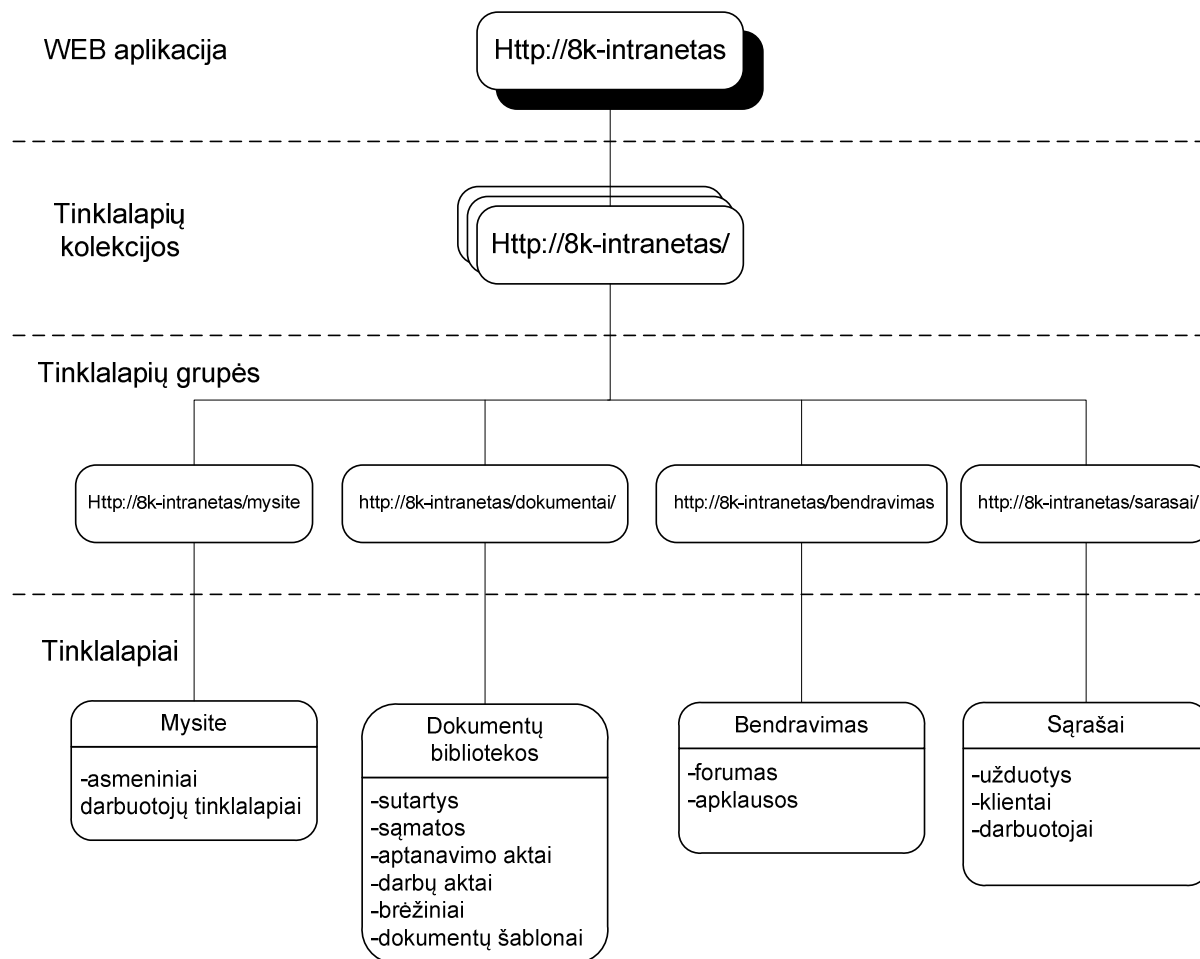 WEB aplikacija
Http://8k-intranetas
Tinklalapių
kolekcijos
Http://8k-intranetas/
Tinklalapių grupės
Http://8k-intranetas/mysite
http://8k-intranetas/dokumentai/
http://8k-intranetas/bendravimas
http://8k-intranetas/sarasai/
Tinklalapiai
Mysite
-asmeniniai
darbuotojų tinklalapiai
Dokumentų
bibliotekos
-sutartys
-sąmatos
-aptanavimo aktai
-darbų aktai
-brėžiniai
-dokumentų šablonai
Bendravimas
-forumas
-apklausos
Sąrašai
-užduotys
-klientai
-darbuotojai